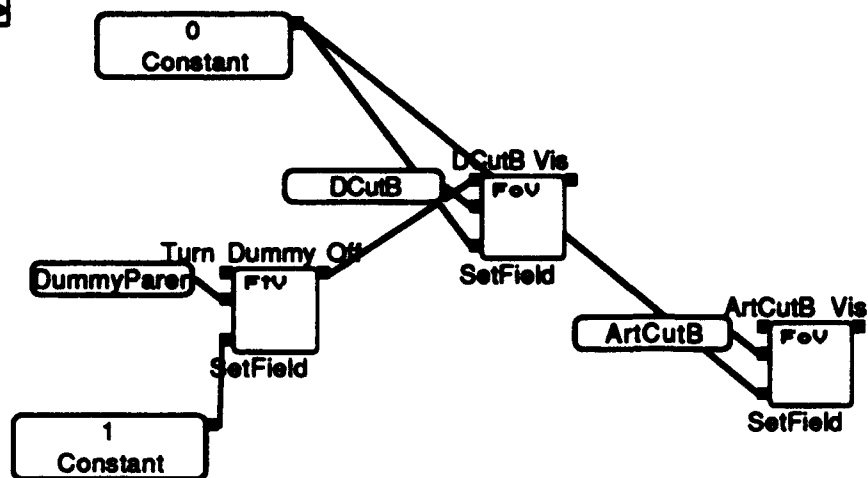 0
Constant
DCutB Vis
DCutB
FoV
SetField
Turn Dummy Off
DummyParer
F1V
SetField
ArtCutB Vis
ArtCutB
FoV
SetField
1
Constant